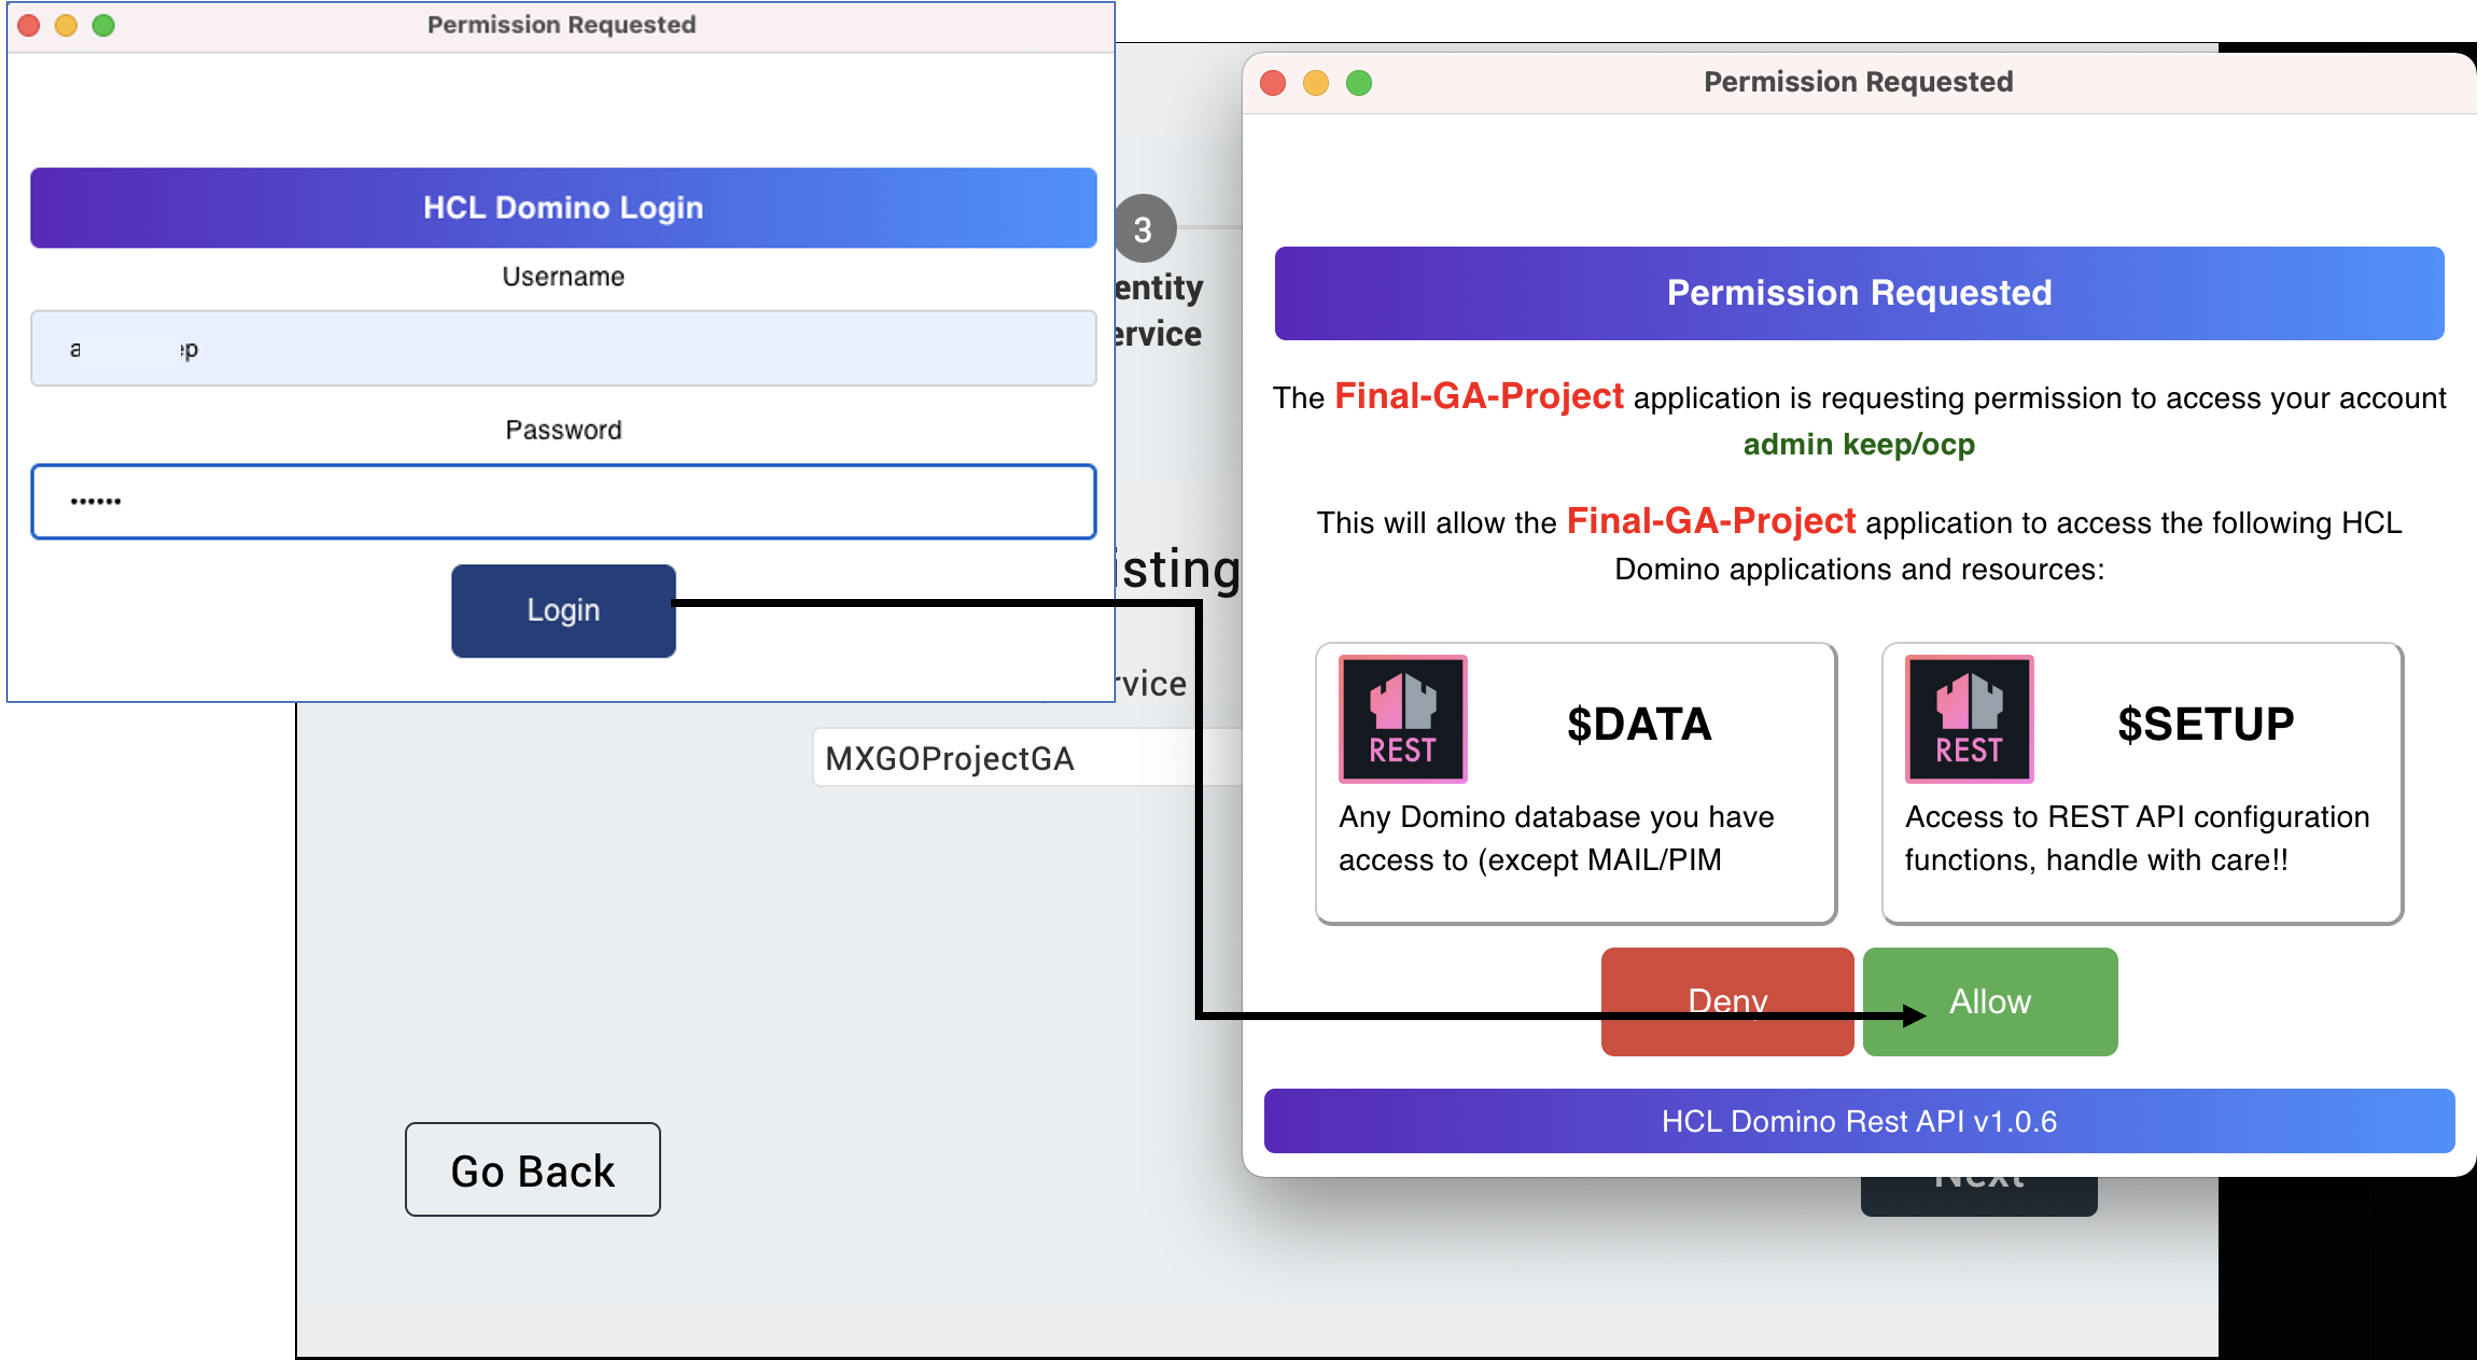 Permission Requested
HCL Domino Login
Username
Password
••••••
Login
3
entity
ervice
isting
rvice
MXGOProjectGA
Go Back
Permission Requested
Permission Requested
The Final-GA-Project application is requesting permission to access your account
admin keep/ocp
This will allow the Final-GA-Project application to access the following HCL
Domino applications and resources:
REST
$DATA
Any Domino database you have
access to (except MAIL/PIM
REST
$SETUP
Access to REST API configuration
functions, handle with care!!
Deny
Allow
HCL Domino Rest API v1.0.6
Next